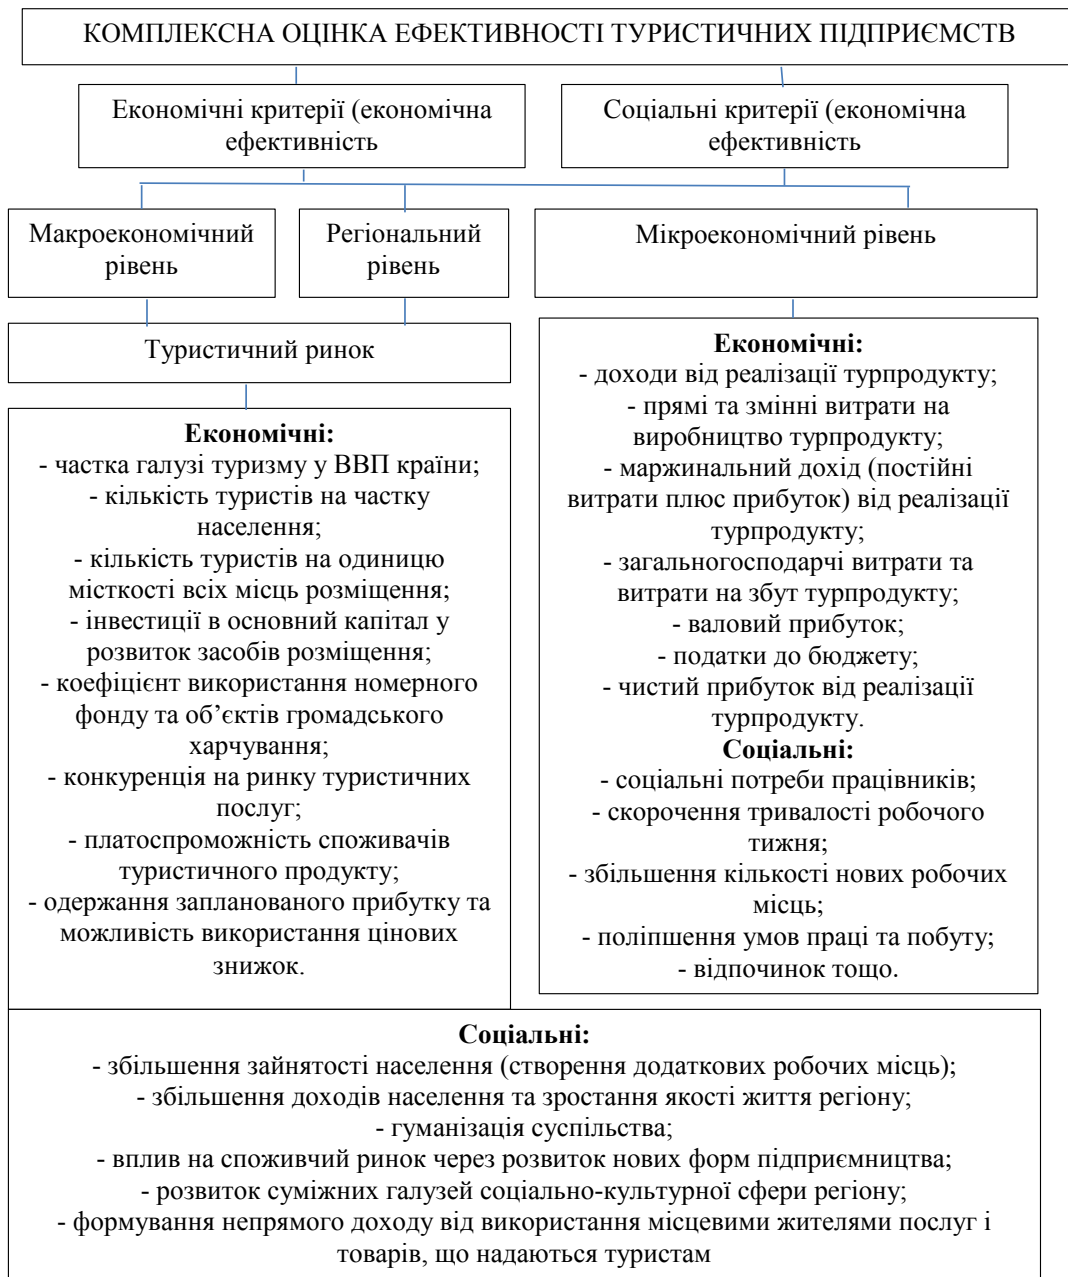 КОМПЛЕКСНА ОЦІНКА ЕФЕКТИВНОСТІ ТУРИСТИЧНИХ ПІДПРИЄМСТВ
Економічні критерії (економічна
ефективність
Соціальні критерії (економічна
ефективність
Макроекономічний
рівень
Регіональний
рівень
Мікроекономічний рівень
Туристичний ринок
Економічні:
- частка галузі туризму у ВВП країни;
- кількість туристів на частку
населення;
- кількість туристів на одиницю
місткості всіх місць розміщення;
- інвестиції в основний капітал у
розвиток засобів розміщення;
- коефіцієнт використання номерного
фонду та об’єктів громадського
харчування;
- конкуренція на ринку туристичних
послуг;
- платоспроможність споживачів
туристичного продукту;
- одержання запланованого прибутку та
можливість використання цінових
знижок.
Економічні:
- доходи від реалізації турпродукту;
- прямі та змінні витрати на
виробництво турпродукту;
- маржинальний дохід (постійні
витрати плюс прибуток) від реалізації
турпродукту;
- загальногосподарчі витрати та
витрати на збут турпродукту;
- валовий прибуток;
- податки до бюджету;
- чистий прибуток від реалізації
турпродукту.
Соціальні:
- соціальні потреби працівників;
- скорочення тривалості робочого
тижня;
- збільшення кількості нових робочих
місць;
- поліпшення умов праці та побуту;
- відпочинок тощо.
Соціальні:
- збільшення зайнятості населення (створення додаткових робочих місць);
- збільшення доходів населення та зростання якості життя регіону;
- гуманізація суспільства;
- вплив на споживчий ринок через розвиток нових форм підприємництва;
- розвиток суміжних галузей соціально-культурної сфери регіону;
- формування непрямого доходу від використання місцевими жителями послуг і
товарів, що надаються туристам